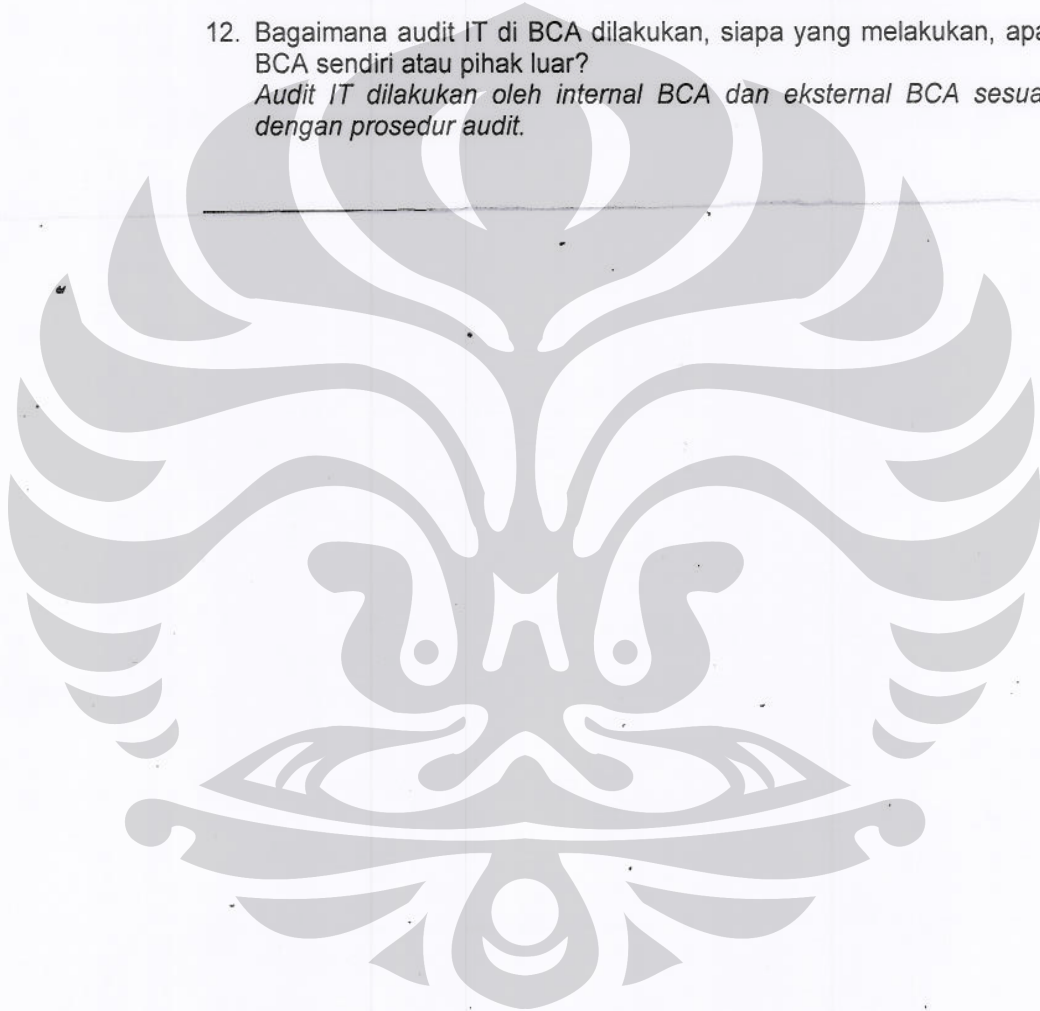 12. Bagaimana audit IT di BCA dilakukan, siapa yang melakukan, apa
BCA sendiri atau pihak luar?
Audit IT dilakukan oleh internal BCA dan eksternal BCA sesua
dengan prosedur audit.